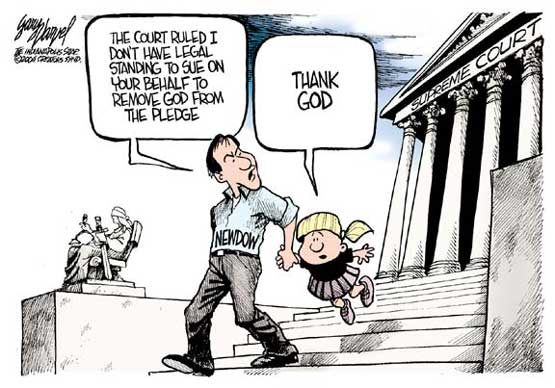 Gary Varvel
THE INDIANAPOLIS STAR
©2004 CREATORS SYND.
THE COURT RULED I
DON'T HAVE LEGAL
STANDING TO SUE ON
YOUR BEHALF TO
REMOVE GOD FROM
THE PLEDGE
THANK
GOD
SUPREME COURT
NEWDOW